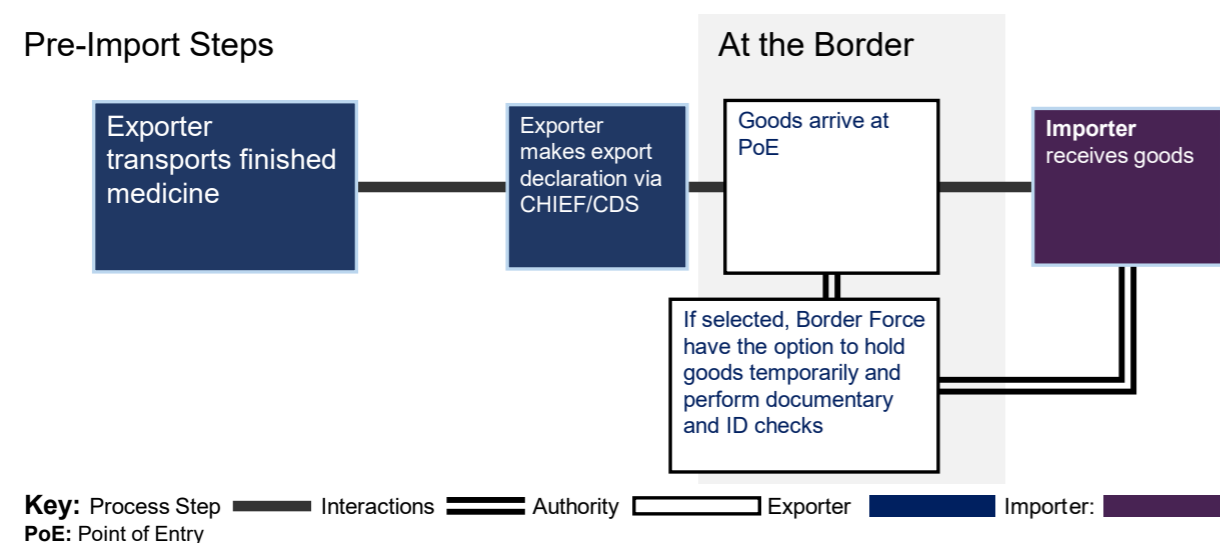 Pre-Import Steps
At the Border
Exporter
transports finished
medicine
Exporter
makes export
declaration via
CHIEF/CDS
Goods arrive at
PoE
Importer
receives goods
If selected, Border Force
have the option to hold
goods temporarily and
perform documentary
and ID checks
Key: Process Step Interactions Authority Exporter Importer:
PoE: Point of Entry